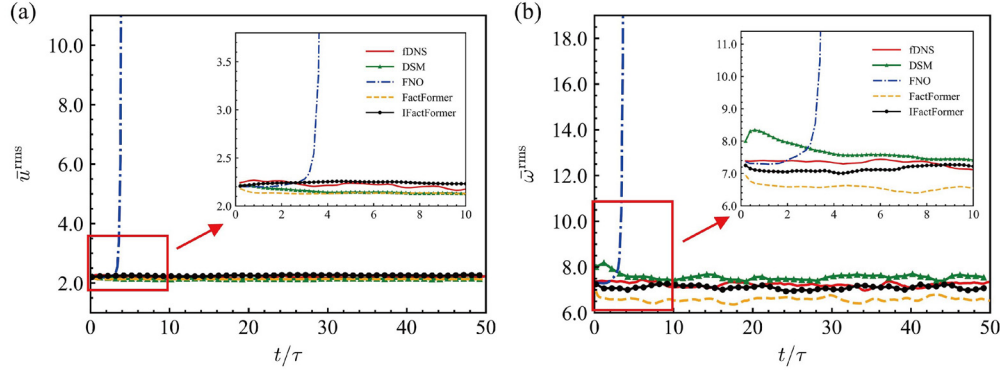 (a)
10.0
8.0
6.0
4.0
2.0
ū^rms
0
10
20
30
40
50
t/τ
3.5
3.0
2.5
2.0
0
2
4
6
8
10
fDNS
DSM
FNO
FactFormer
IFactFormer
(b)
18.0
16.0
14.0
12.0
10.0
8.0
6.0
ω̄^rms
0
10
20
30
40
50
t/τ
11.0
10.0
9.0
8.0
7.0
6.0
0
2
4
6
8
10
fDNS
DSM
FNO
FactFormer
IFactFormer